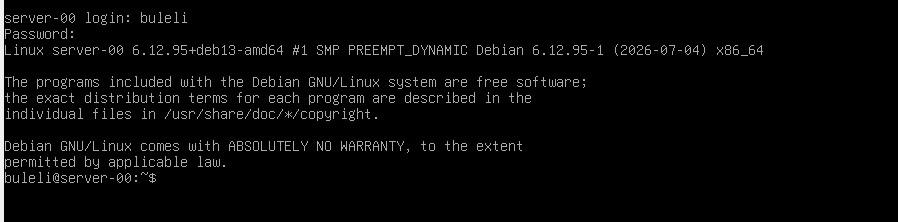 server-00 login: buleli
Password:
Linux server-00 6.12.95+deb13-amd64 #1 SMP PREEMPT_DYNAMIC Debian 6.12.95-1 (2026-07-04) x86_64
The programs included with the Debian GNU/Linux system are free software;
the exact distribution terms for each program are described in the
individual files in /usr/share/doc/*/copyright.
Debian GNU/Linux comes with ABSOLUTELY NO WARRANTY, to the extent
permitted by applicable law.
buleli@server-00:~$